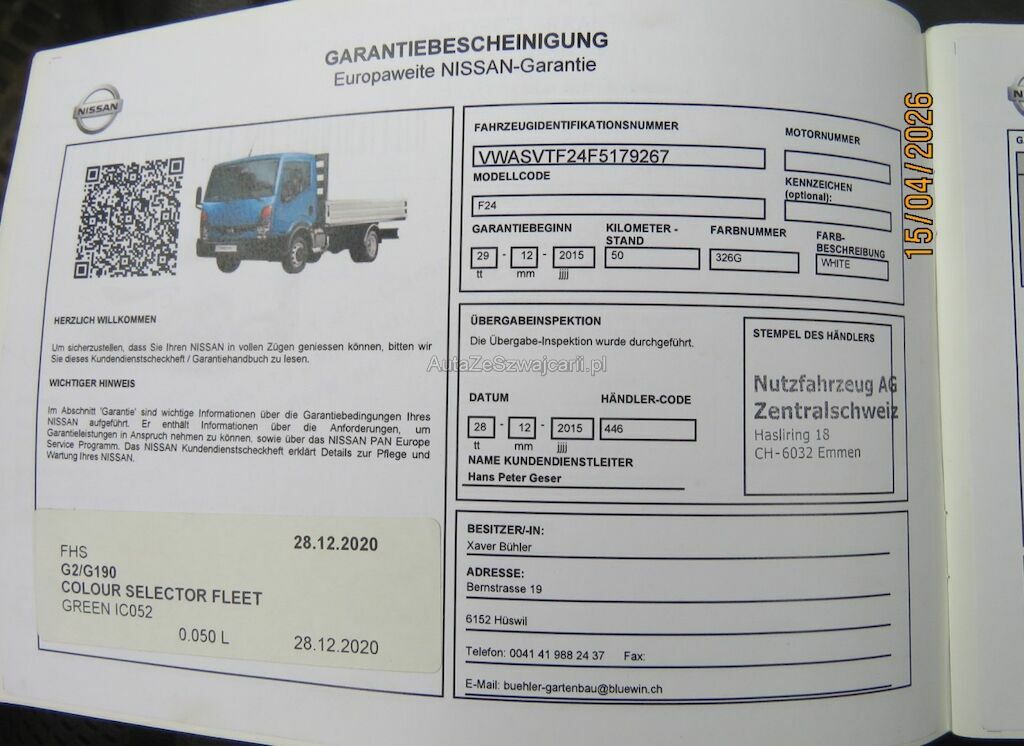 GARANTIEBESCHEINIGUNG
Europaweite NISSAN-Garantie
NISSAN
HERZLICH WILLKOMMEN
Um sicherzustellen, dass Sie Ihren NISSAN in vollen Zügen geniessen können, bitten wir
Sie dieses Kundendienstscheckheft / Garantiehandbuch zu lesen.
WICHTIGER HINWEIS
Im Abschnitt 'Garantie' sind wichtige Informationen über die Garantiebedingungen Ihres
NISSAN aufgeführt. Er enthält Informationen über die Anforderungen, um
Garantieleistungen in Anspruch nehmen zu können, sowie über das NISSAN PAN Europe
Service Programm. Das NISSAN Kundendienstscheckheft erklärt Details zur Pflege und
Wartung Ihres NISSAN.
28.12.2020
FHS
G2/G190
COLOUR SELECTOR FLEET
GREEN IC052
0.050 L
28.12.2020
FAHRZEUGIDENTIFIKATIONSNUMMER
VWASVTF24F5179267
MOTORNUMMER
MODELLCODE
F24
KENNZEICHEN
(optional):
GARANTIEBEGINN
29 - 12 - 2015
tt mm jjjj
KILOMETER -
STAND
50
FARBNUMMER
326G
FARB-
BESCHREIBUNG
WHITE
ÜBERGABEINSPEKTION
Die Übergabe-Inspektion wurde durchgeführt.
DATUM
28 - 12 - 2015
tt mm jjjj
HÄNDLER-CODE
446
NAME KUNDENDIENSTLEITER
Hans Peter Geser
STEMPEL DES HÄNDLERS
Nutzfahrzeug AG
Zentralschweiz
Hasliring 18
CH-6032 Emmen
BESITZER/-IN:
Xaver Bühler
ADRESSE:
Bernstrasse 19
6152 Hüswil
Telefon: 0041 41 988 24 37 Fax:
E-Mail: buehler-gartenbau@bluewin.ch
AutaZeSzwajcarii.pl
15/04/2026